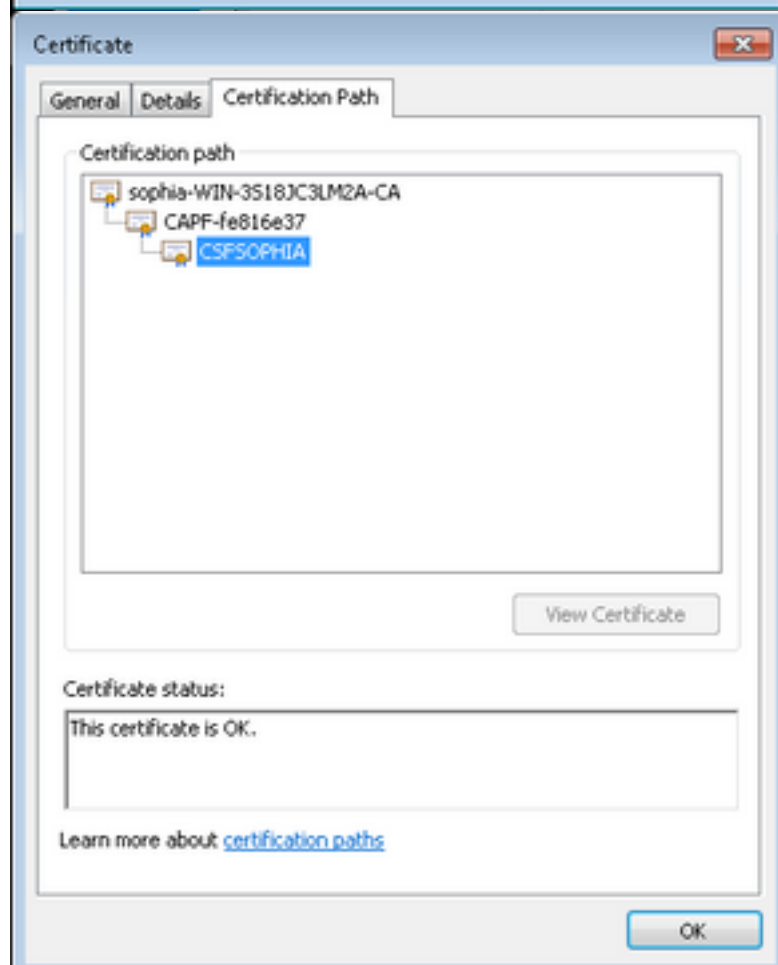 Certificate
General Details Certification Path
Certification path
sophia-WIN-3S18JC3LM2A-CA
CAPF-fe816e37
CSFSOPHIA
View Certificate
Certificate status:
This certificate is OK.
Learn more about certification paths
OK